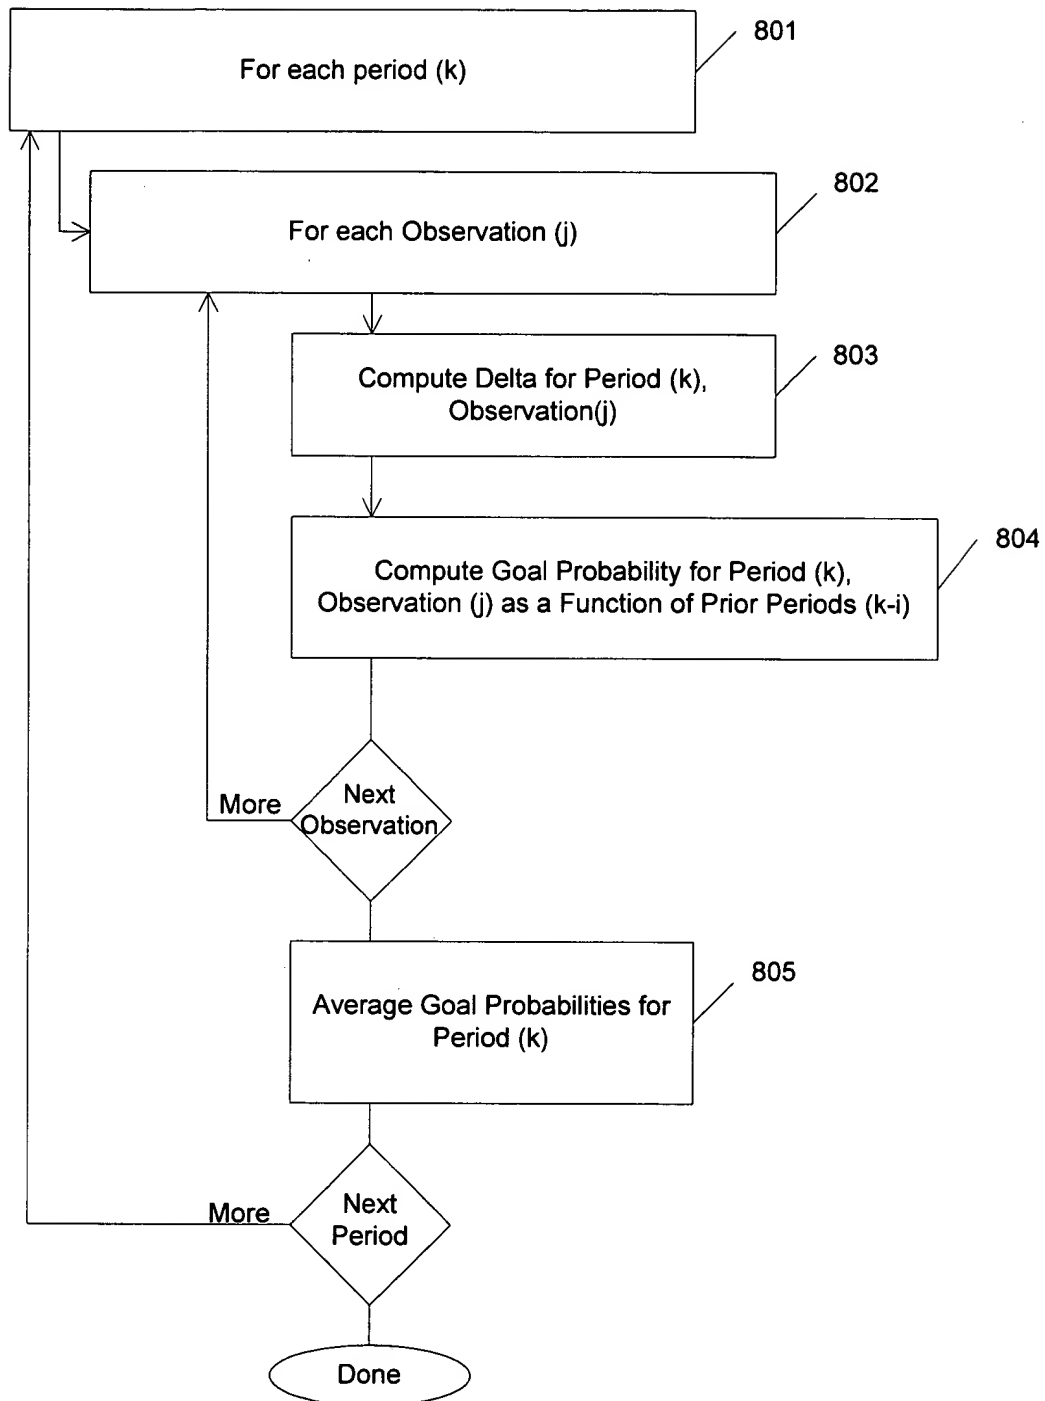 801
For each period (k)
802
For each Observation (j)
803
Compute Delta for Period (k),
Observation(j)
804
Compute Goal Probability for Period (k),
Observation (j) as a Function of Prior Periods (k-i)
More
Next
Observation
805
Average Goal Probabilities for
Period (k)
More
Next
Period
Done